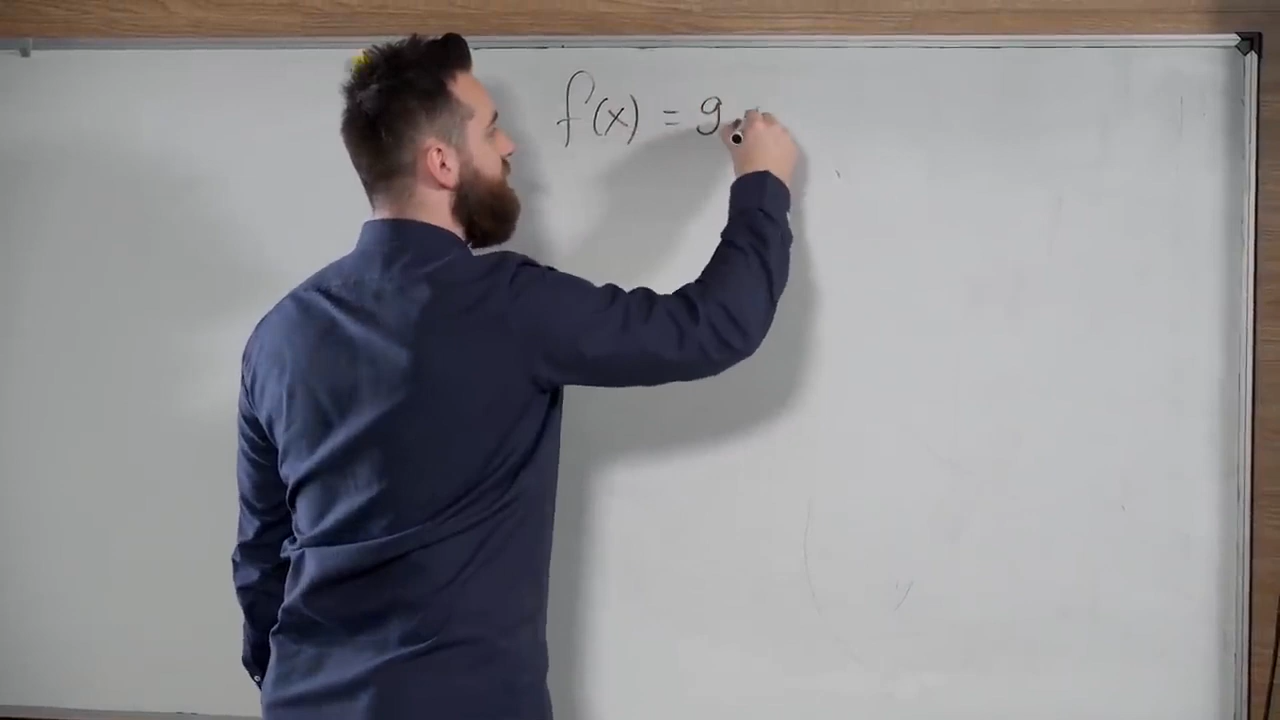 f(x) = g